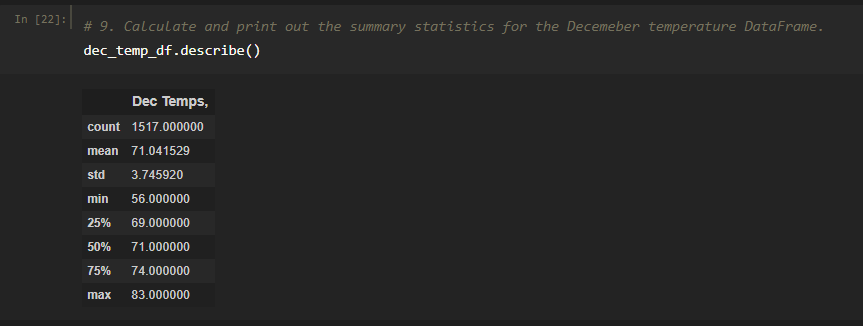 In [22]: # 9. Calculate and print out the summary statistics for the Decemeber temperature DataFrame.
dec_temp_df.describe()
Dec Temps,
count 1517.000000
mean 71.041529
std 3.745920
min 56.000000
25% 69.000000
50% 71.000000
75% 74.000000
max 83.000000